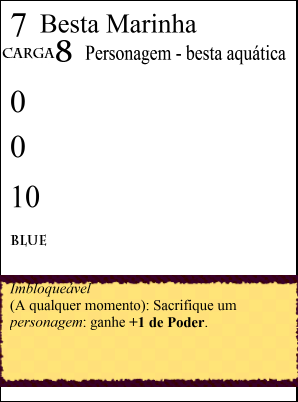 7 Besta Marinha
CARGA 8 Personagem - besta aquática
0
0
10
BLUE
Imbloqueável
(A qualquer momento): Sacrifique um
personagem: ganhe +1 de Poder.